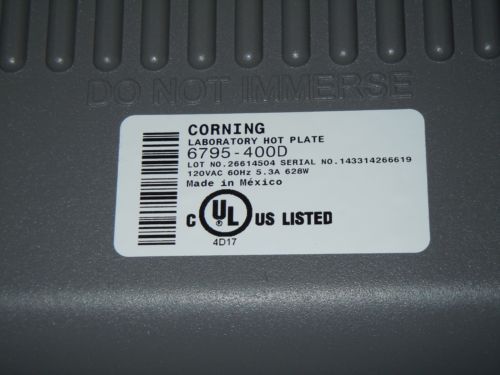 DO NOT IMMERSE
CORNING
LABORATORY HOT PLATE
6795-400D
LOT NO.26614504 SERIAL NO.143314266619
120VAC 60Hz 5.3A 628W
Made in México
C UL US LISTED
4D17